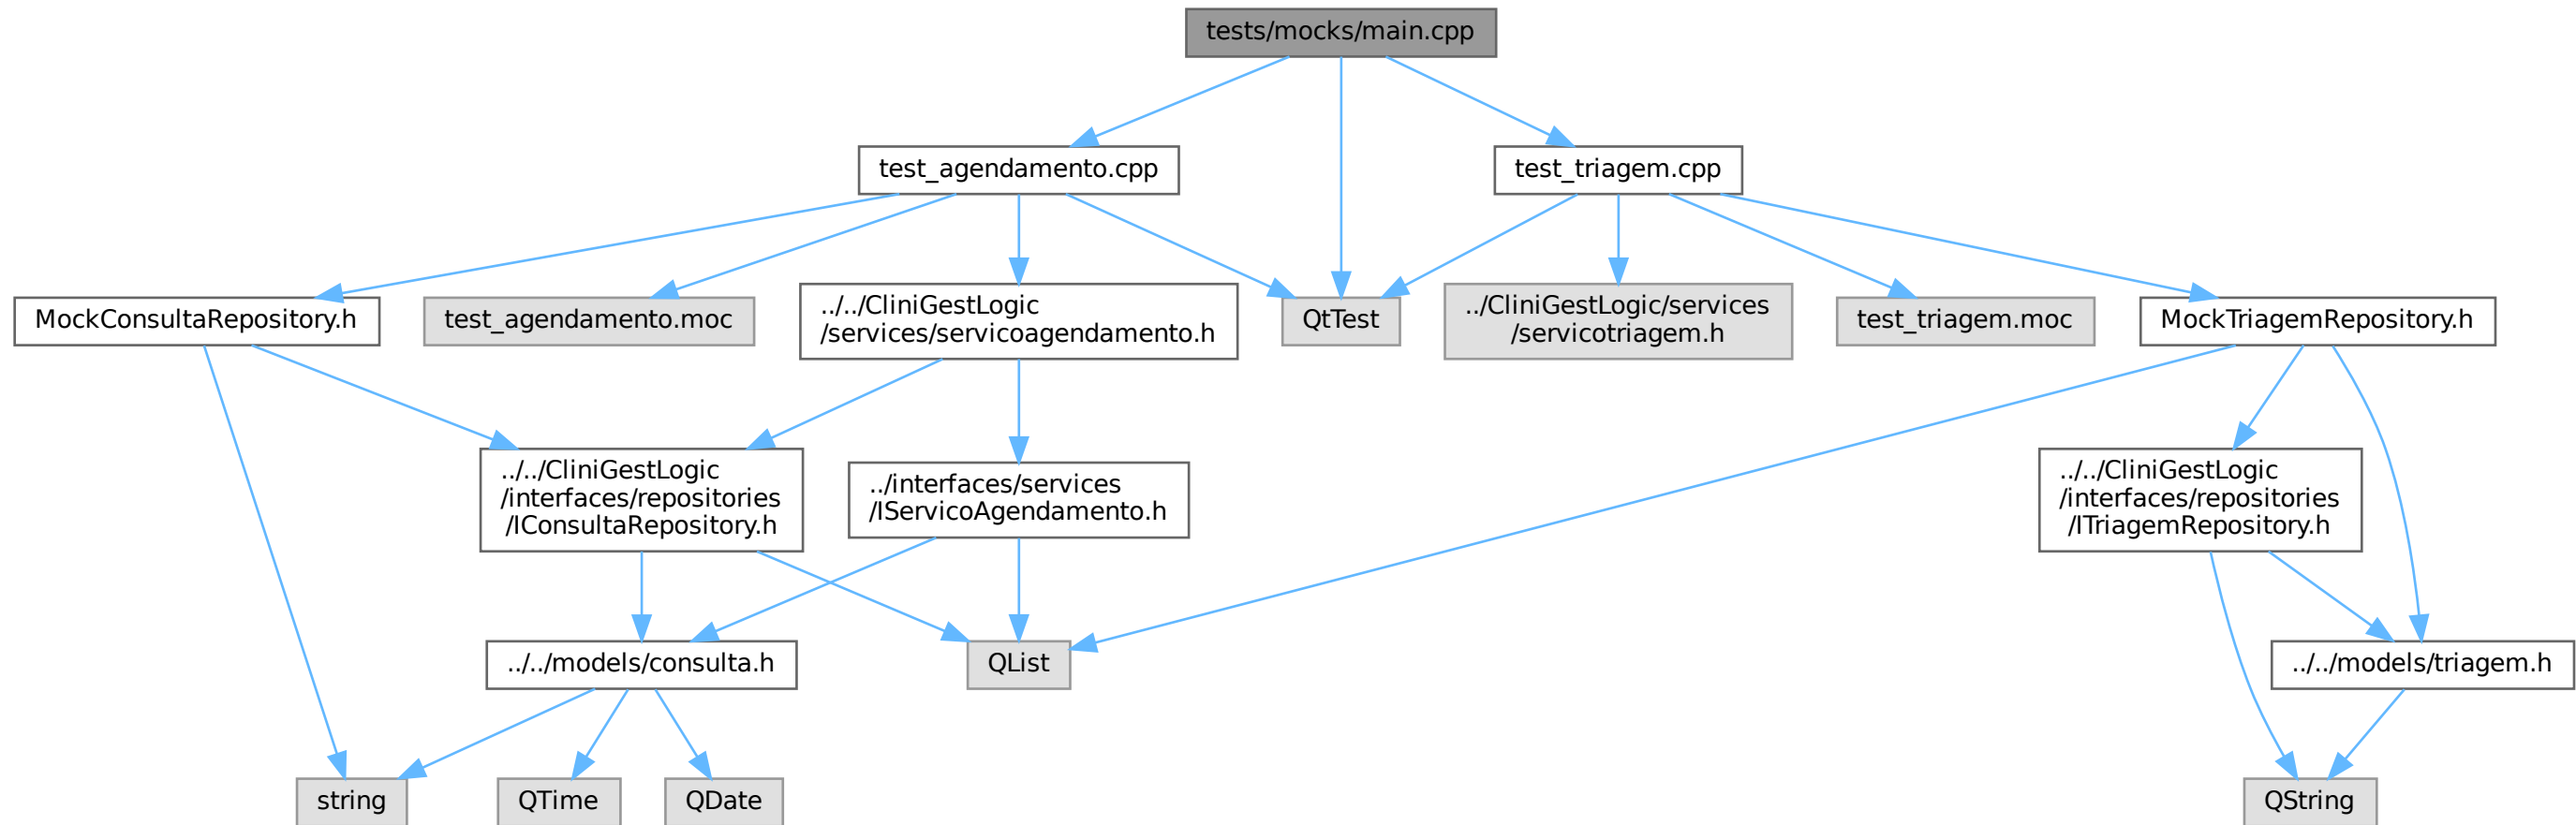 tests/mocks/main.cpp
test_agendamento.cpp
test_triagem.cpp
MockConsultaRepository.h
test_agendamento.moc
../../CliniGestLogic
/services/servicoagendamento.h
QtTest
../CliniGestLogic/services
/servicotriagem.h
test_triagem.moc
MockTriagemRepository.h
../../CliniGestLogic
/interfaces/repositories
/IConsultaRepository.h
../interfaces/services
/IServicoAgendamento.h
../../CliniGestLogic
/interfaces/repositories
/ITriagemRepository.h
../../models/consulta.h
QList
../../models/triagem.h
string
QTime
QDate
QString